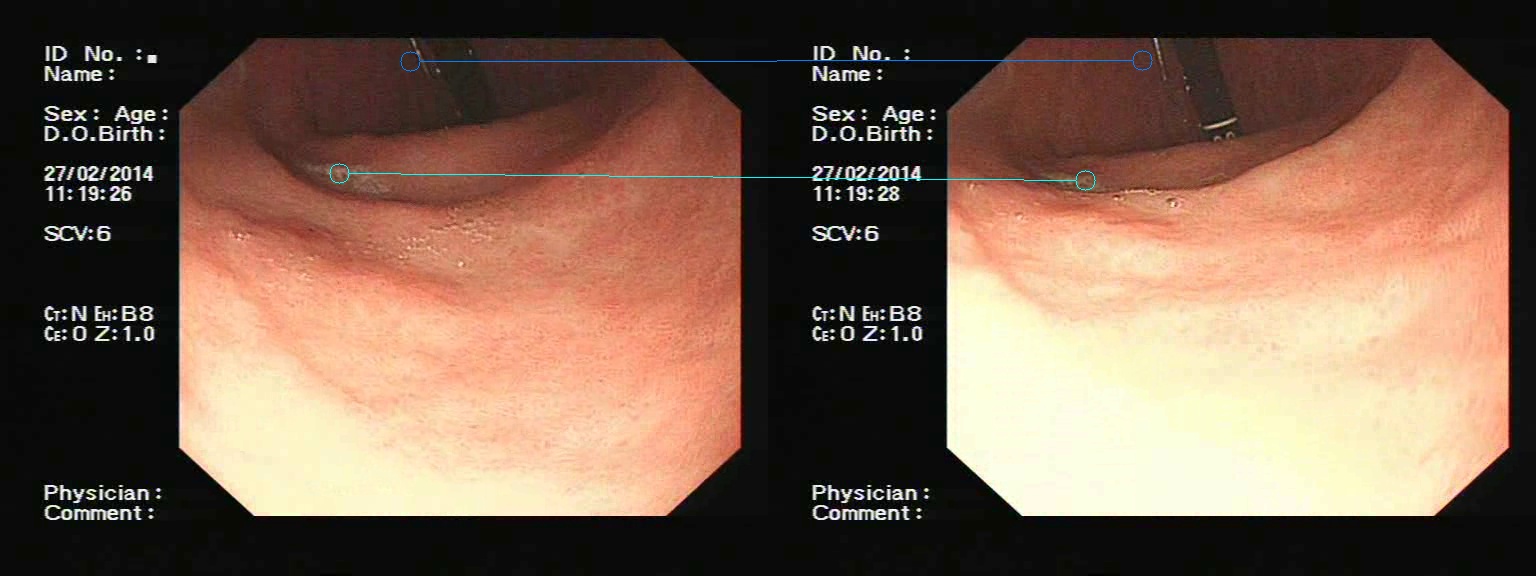 ID No. :
Name:
Sex: Age:
D.O.Birth:
27/02/2014
11:19:26
SCV:6
CT:N EH:B8
CE:0 Z:1.0
Physician:
Comment:
ID No. :
Name:
Sex: Age:
D.O.Birth:
27/02/2014
11:19:28
SCV:6
CT:N EH:B8
CE:0 Z:1.0
Physician:
Comment: